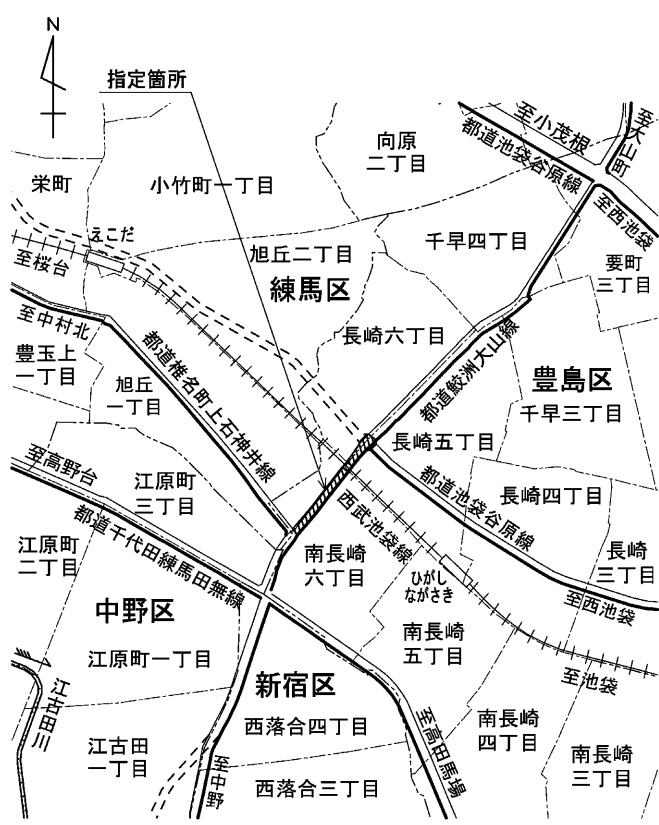 N
指定箇所
至大山町
至小茂根
都道池袋谷原線
向原
二丁目
栄町
小竹町一丁目
至西池袋
えこだ
旭丘二丁目
千早四丁目
要町
三丁目
至桜台
練馬区
至中村北
長崎六丁目
都道鮫洲大山線
豊玉上
一丁目
旭丘
一丁目
都道椎名町上石神井線
豊島区
千早三丁目
長崎五丁目
至高野台
江原町
三丁目
都道池袋谷原線
長崎四丁目
西武池袋線
都道千代田練馬田無線
江原町
二丁目
南長崎
六丁目
長崎
三丁目
ひがし
ながさき
至西池袋
中野区
南長崎
五丁目
江原町一丁目
新宿区
至池袋
江古田川
西落合四丁目
至高田馬場
南長崎
四丁目
江古田
一丁目
至中野
西落合三丁目
南長崎
三丁目